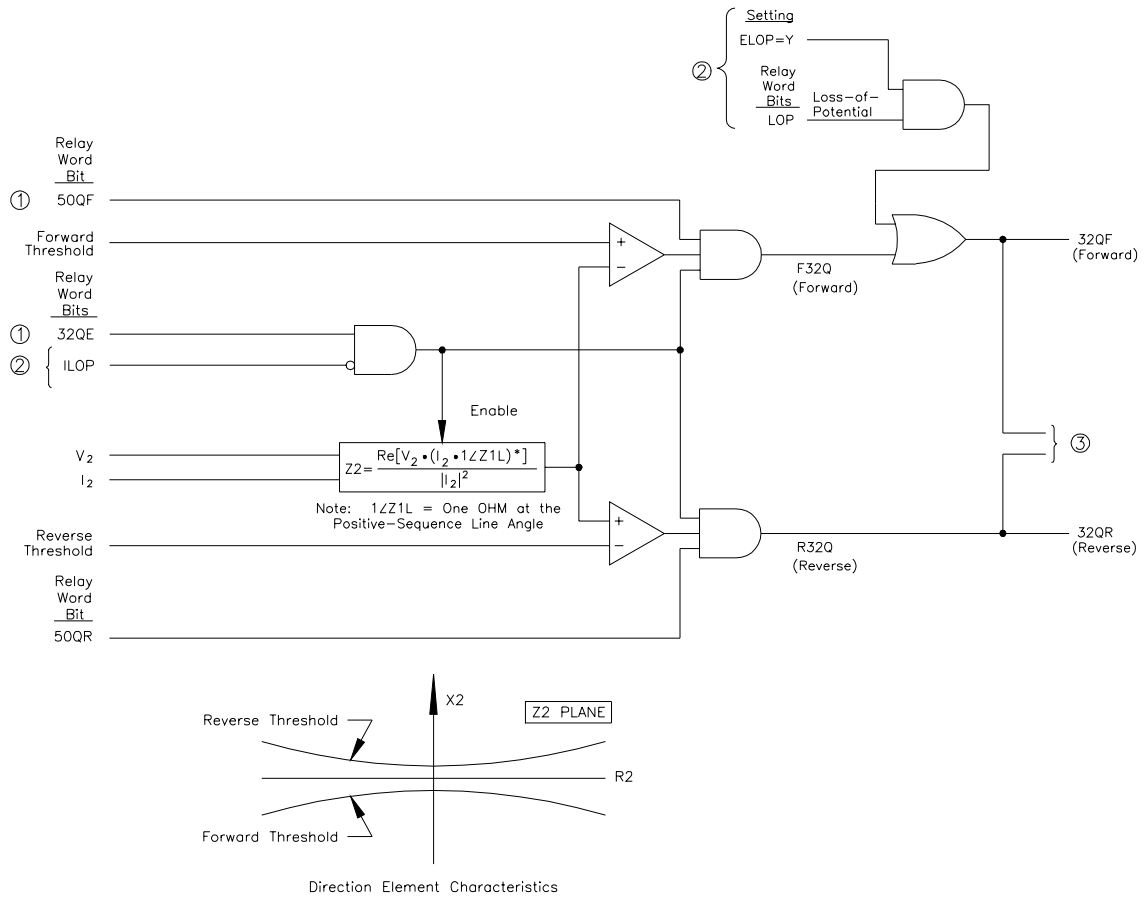 Setting
ELOP=Y
②
Relay
Word
Bits
LOP
Loss-of-
Potential
Relay
Word
Bit
① 50QF
Forward
Threshold
+
−
F32Q
(Forward)
32QF
(Forward)
Relay
Word
Bits
① 32QE
② ILOP
Enable
V₂
I₂
Z2= Re[V₂•(I₂•1∠Z1L)*]
|I₂|²
Note: 1∠Z1L = One OHM at the
Positive-Sequence Line Angle
③
Reverse
Threshold
+
−
R32Q
(Reverse)
32QR
(Reverse)
Relay
Word
Bit
50QR
X2
Z2 PLANE
Reverse Threshold
R2
Forward Threshold
Direction Element Characteristics